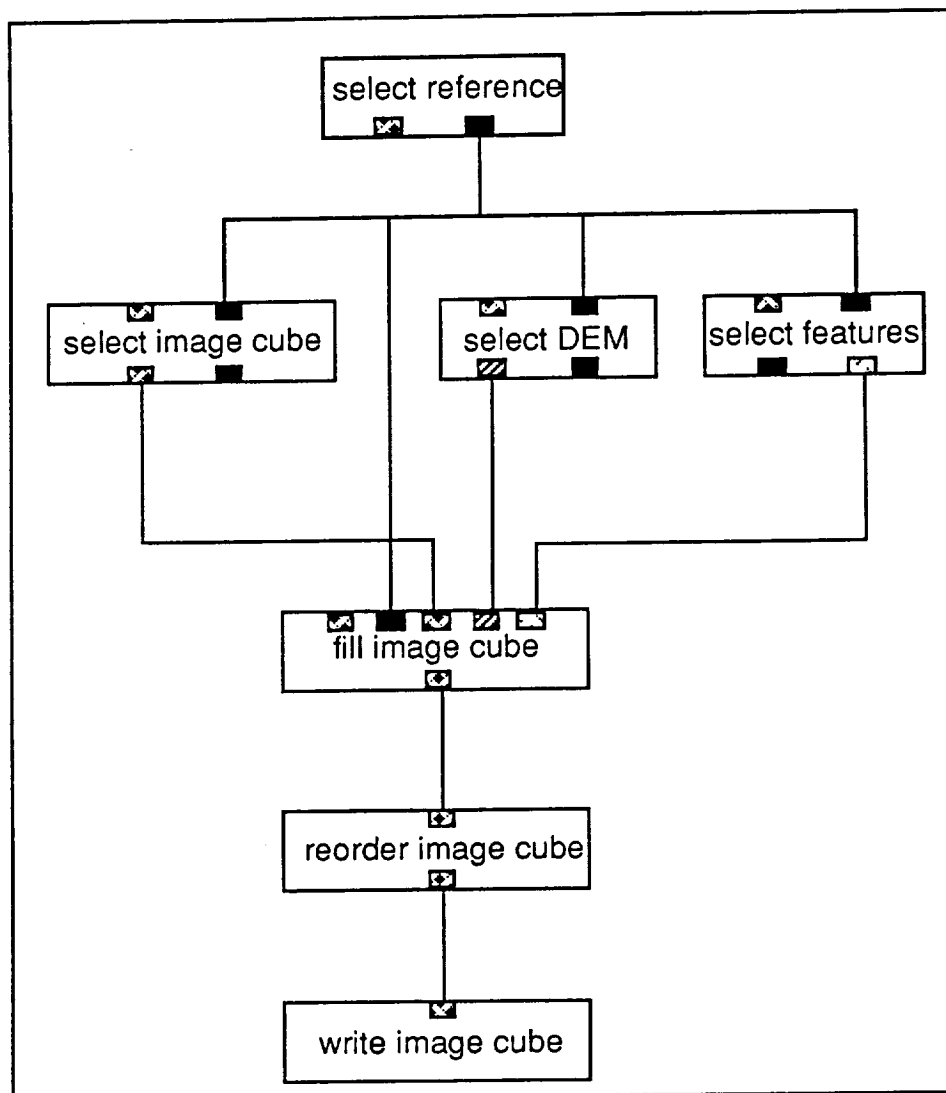 select reference
select image cube
select DEM
select features
fill image cube
reorder image cube
write image cube